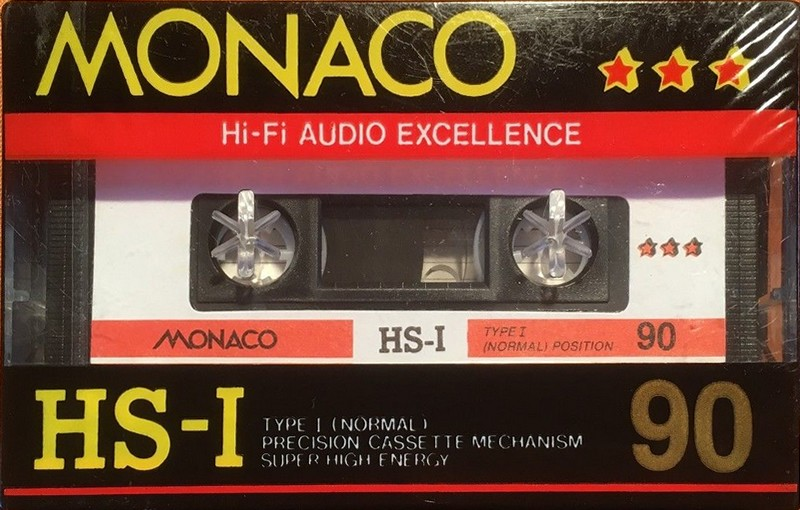 MONACO
Hi-Fi AUDIO EXCELLENCE
MONACO HS-I TYPE I 90
(NORMAL) POSITION
HS-I TYPE I (NORMAL) 90
PRECISION CASSETTE MECHANISM
SUPER HIGH ENERGY